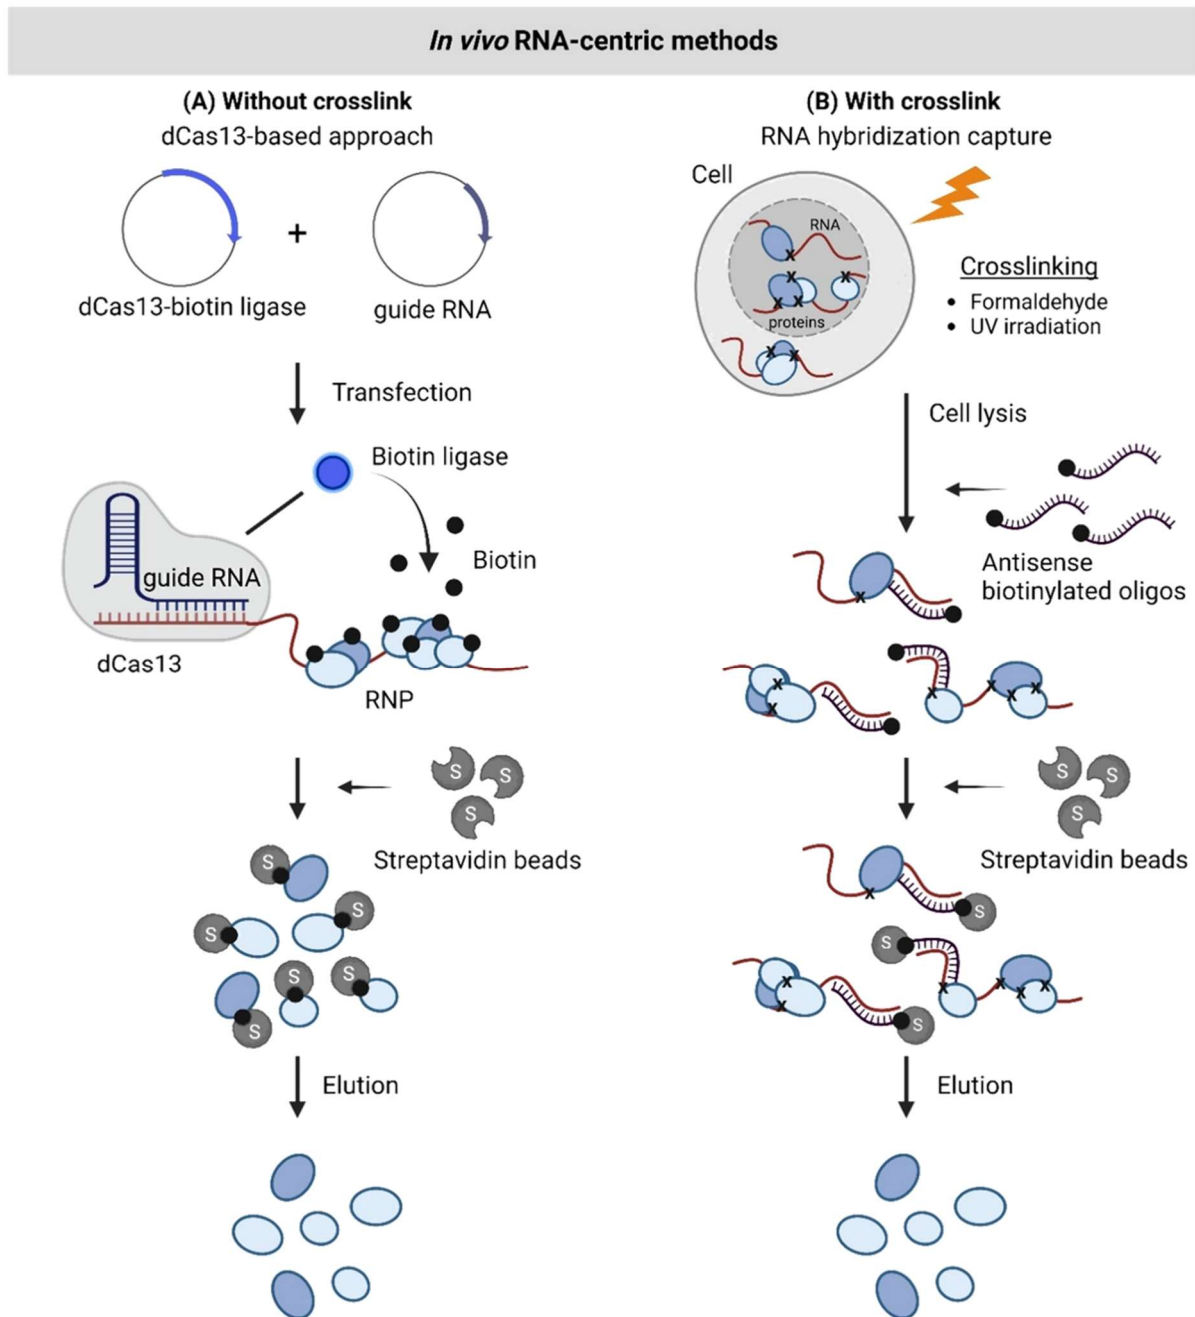 In vivo RNA-centric methods
(A) Without crosslink
dCas13-based approach
dCas13-biotin ligase
+
guide RNA
Transfection
Biotin ligase
Biotin
guide RNA
dCas13
RNP
S
S
S
Streptavidin beads
S
S
S
S
S
S
Elution
(B) With crosslink
RNA hybridization capture
Cell
RNA
x
x
x
x
x
proteins
x
x
Crosslinking
• Formaldehyde
• UV irradiation
Cell lysis
Antisense
biotinylated oligos
x
x
x
x
x
x
x
S
S
S
Streptavidin beads
x
S
S
x
x
x
x
x
x
S
Elution